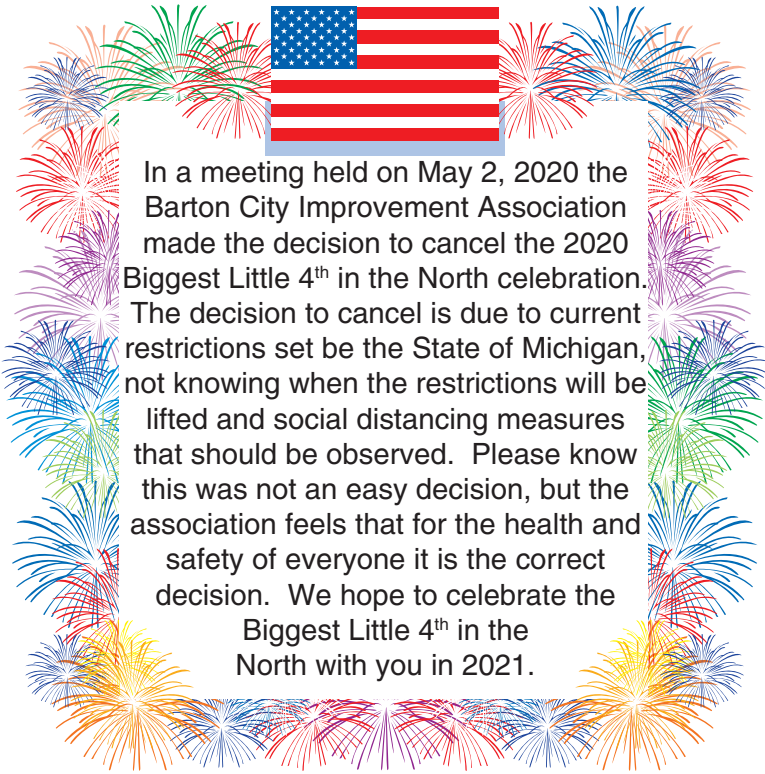 In a meeting held on May 2, 2020 the
Barton City Improvement Association
made the decision to cancel the 2020
Biggest Little 4th in the North celebration.
The decision to cancel is due to current
restrictions set be the State of Michigan,
not knowing when the restrictions will be
lifted and social distancing measures
that should be observed.  Please know
this was not an easy decision, but the
association feels that for the health and
safety of everyone it is the correct
decision.  We hope to celebrate the
Biggest Little 4th in the
North with you in 2021.